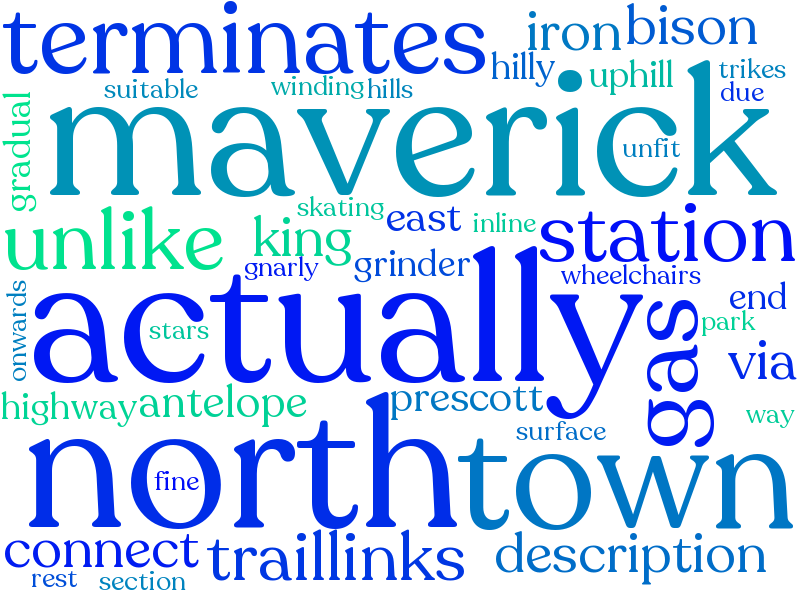 terminates
iron
bison
hilly
uphill
trikes
suitable
winding
hills
due
gradual
maverick
unfit
skating
unlike
king
east
inline
station
gnarly
grinder
wheelchairs
onwards
actually
stars
gas
end
park
via
highway
antelope
prescott
way
north
fine
surface
town
connect
traillinks
description
rest
section